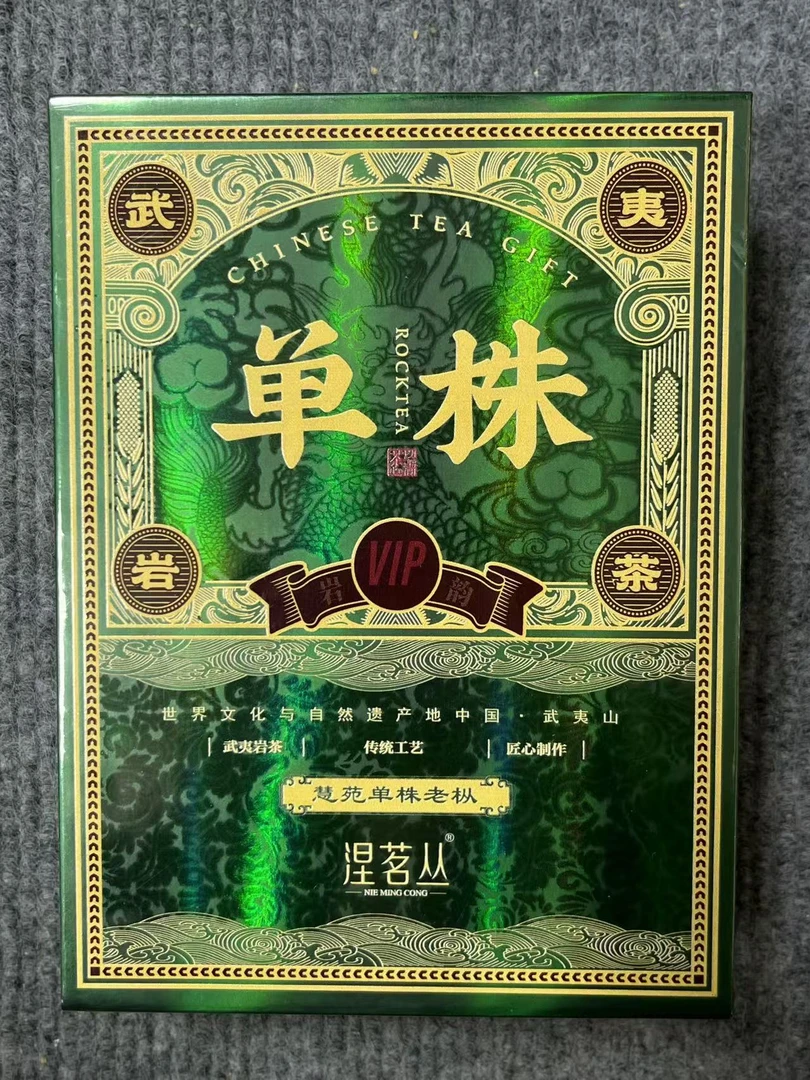 武 夷
CHINESE TEA GIFT
单 株
ROCKTEA
VIP
岩 韵
岩 茶
世界文化与自然遗产地中国·武夷山
| 武夷岩茶 | 传统工艺 | 匠心制作 |
慧苑单株老枞
涅茗丛®
NIE MING CONG